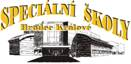 SPECIÁLNÍ ŠKOLY
Hradec Králové